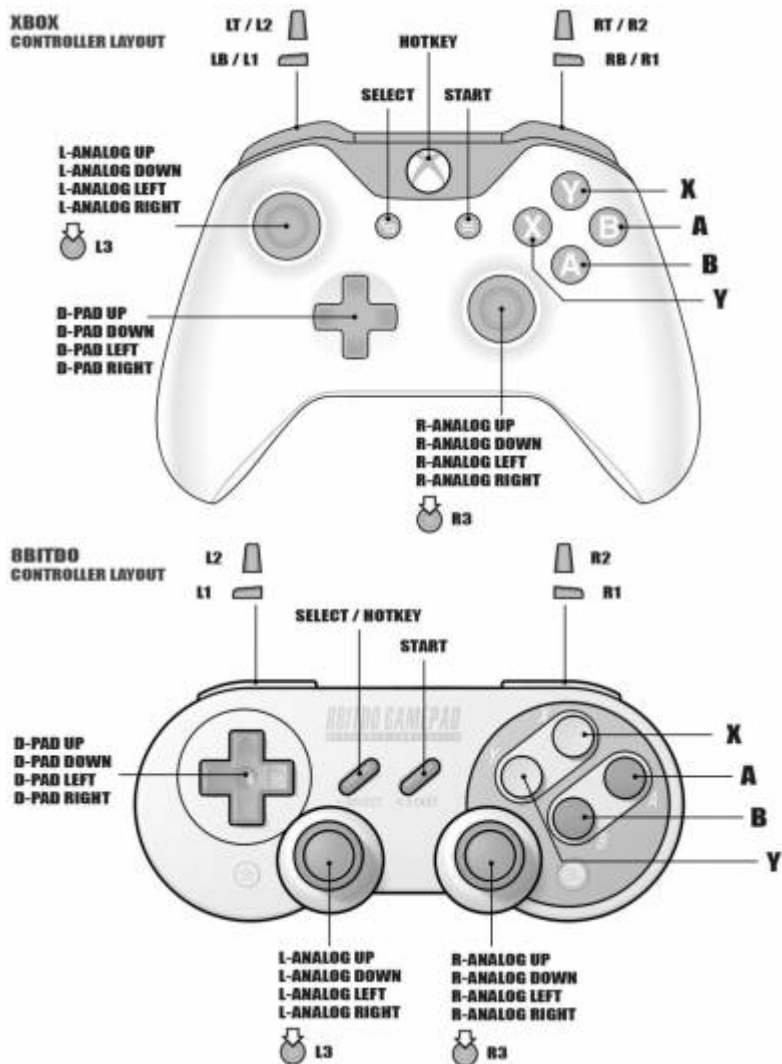 XBOX
CONTROLLER LAYOUT
LT / L2
LB / L1
HOTKEY
RT / R2
RB / R1
SELECT
START
L-ANALOG UP
L-ANALOG DOWN
L-ANALOG LEFT
L-ANALOG RIGHT
L3
Y
X
B
A
X
A
B
Y
D-PAD UP
D-PAD DOWN
D-PAD LEFT
D-PAD RIGHT
R-ANALOG UP
R-ANALOG DOWN
R-ANALOG LEFT
R-ANALOG RIGHT
R3
8BITDO
CONTROLLER LAYOUT
L2
L1
R2
R1
SELECT / HOTKEY
START
8BITDO GAMEPAD
D-PAD UP
D-PAD DOWN
D-PAD LEFT
D-PAD RIGHT
SELECT
START
X
A
B
Y
L-ANALOG UP
L-ANALOG DOWN
L-ANALOG LEFT
L-ANALOG RIGHT
L3
R-ANALOG UP
R-ANALOG DOWN
R-ANALOG LEFT
R-ANALOG RIGHT
R3